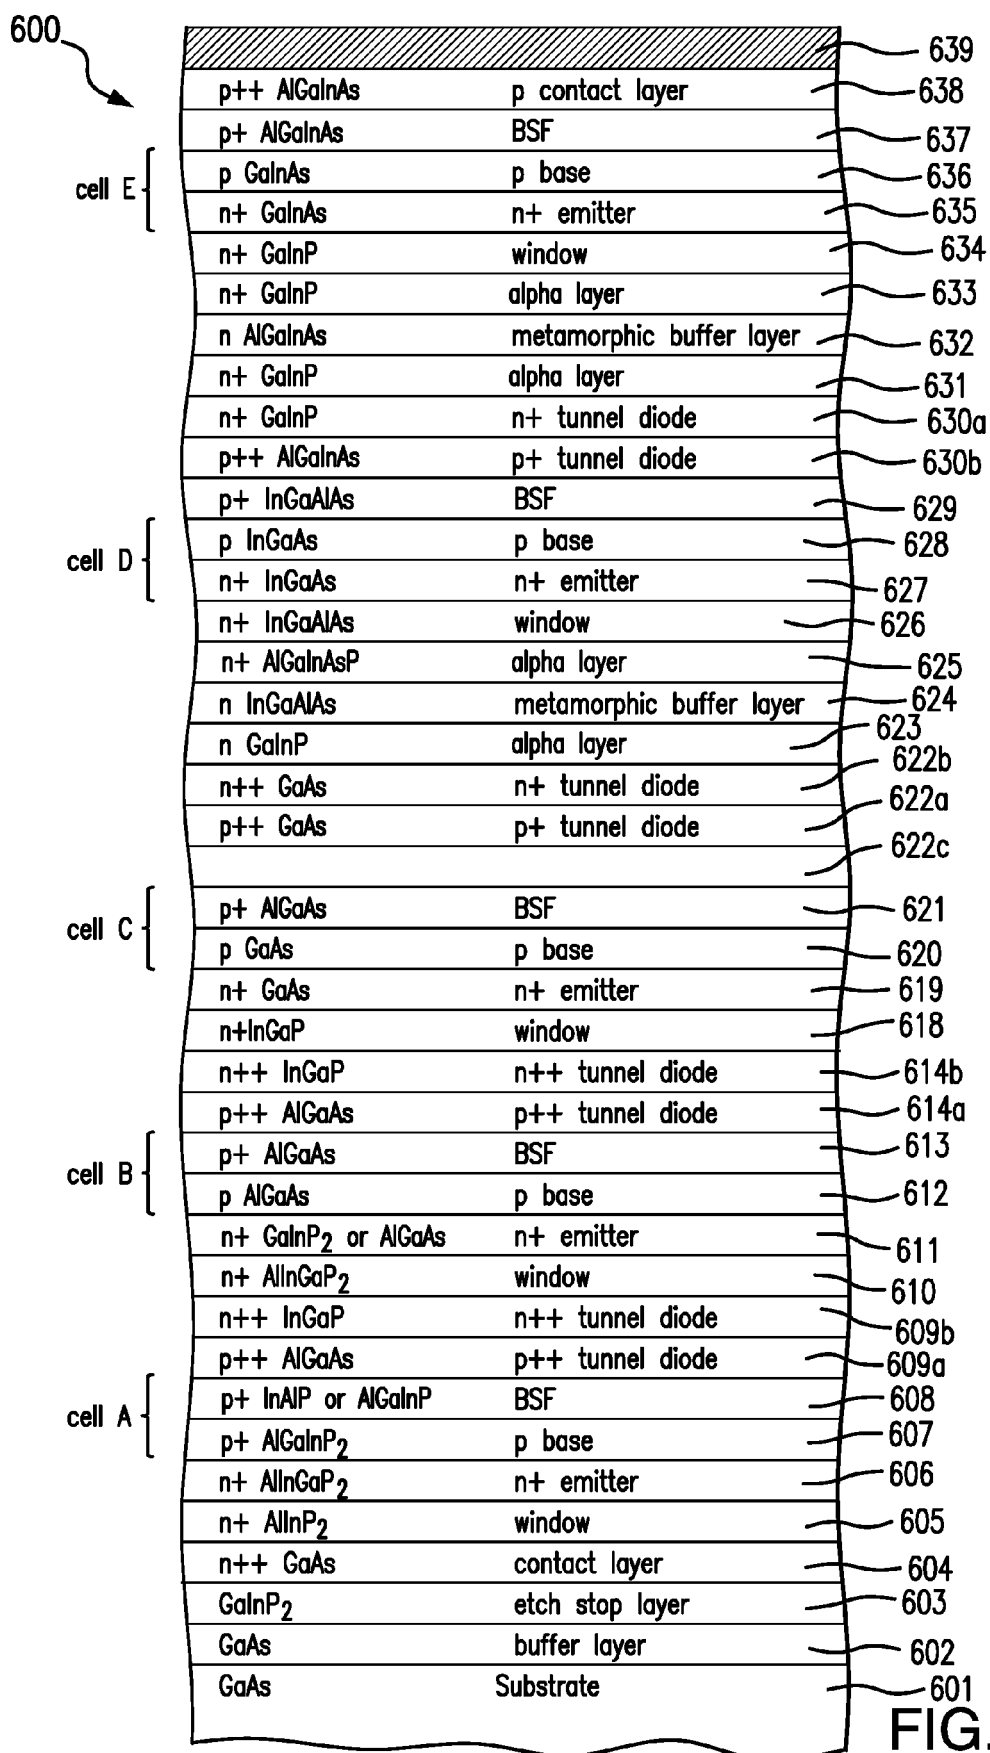 600
639
p++ AlGaInAs p contact layer 638
p+ AlGaInAs BSF 637
cell E
p GaInAs p base 636
n+ GaInAs n+ emitter 635
n+ GaInP window 634
n+ GaInP alpha layer 633
n AlGaInAs metamorphic buffer layer 632
n+ GaInP alpha layer 631
n+ GaInP n+ tunnel diode 630a
p++ AlGaInAs p+ tunnel diode 630b
p+ InGaAlAs BSF 629
cell D
p InGaAs p base 628
n+ InGaAs n+ emitter 627
n+ InGaAlAs window 626
n+ AlGaInAsP alpha layer 625
n InGaAlAs metamorphic buffer layer 624
n GaInP alpha layer 623
n++ GaAs n+ tunnel diode 622b
p++ GaAs p+ tunnel diode 622a
622c
cell C
p+ AlGaAs BSF 621
p GaAs p base 620
n+ GaAs n+ emitter 619
n+InGaP window 618
n++ InGaP n++ tunnel diode 614b
p++ AlGaAs p++ tunnel diode 614a
cell B
p+ AlGaAs BSF 613
p AlGaAs p base 612
n+ GaInP2 or AlGaAs n+ emitter 611
n+ AlInGaP2 window 610
n++ InGaP n++ tunnel diode 609b
p++ AlGaAs p++ tunnel diode 609a
cell A
p+ InAlP or AlGaInP BSF 608
p+ AlGaInP2 p base 607
n+ AlInGaP2 n+ emitter 606
n+ AlInP2 window 605
n++ GaAs contact layer 604
GaInP2 etch stop layer 603
GaAs buffer layer 602
GaAs Substrate 601
FIG.